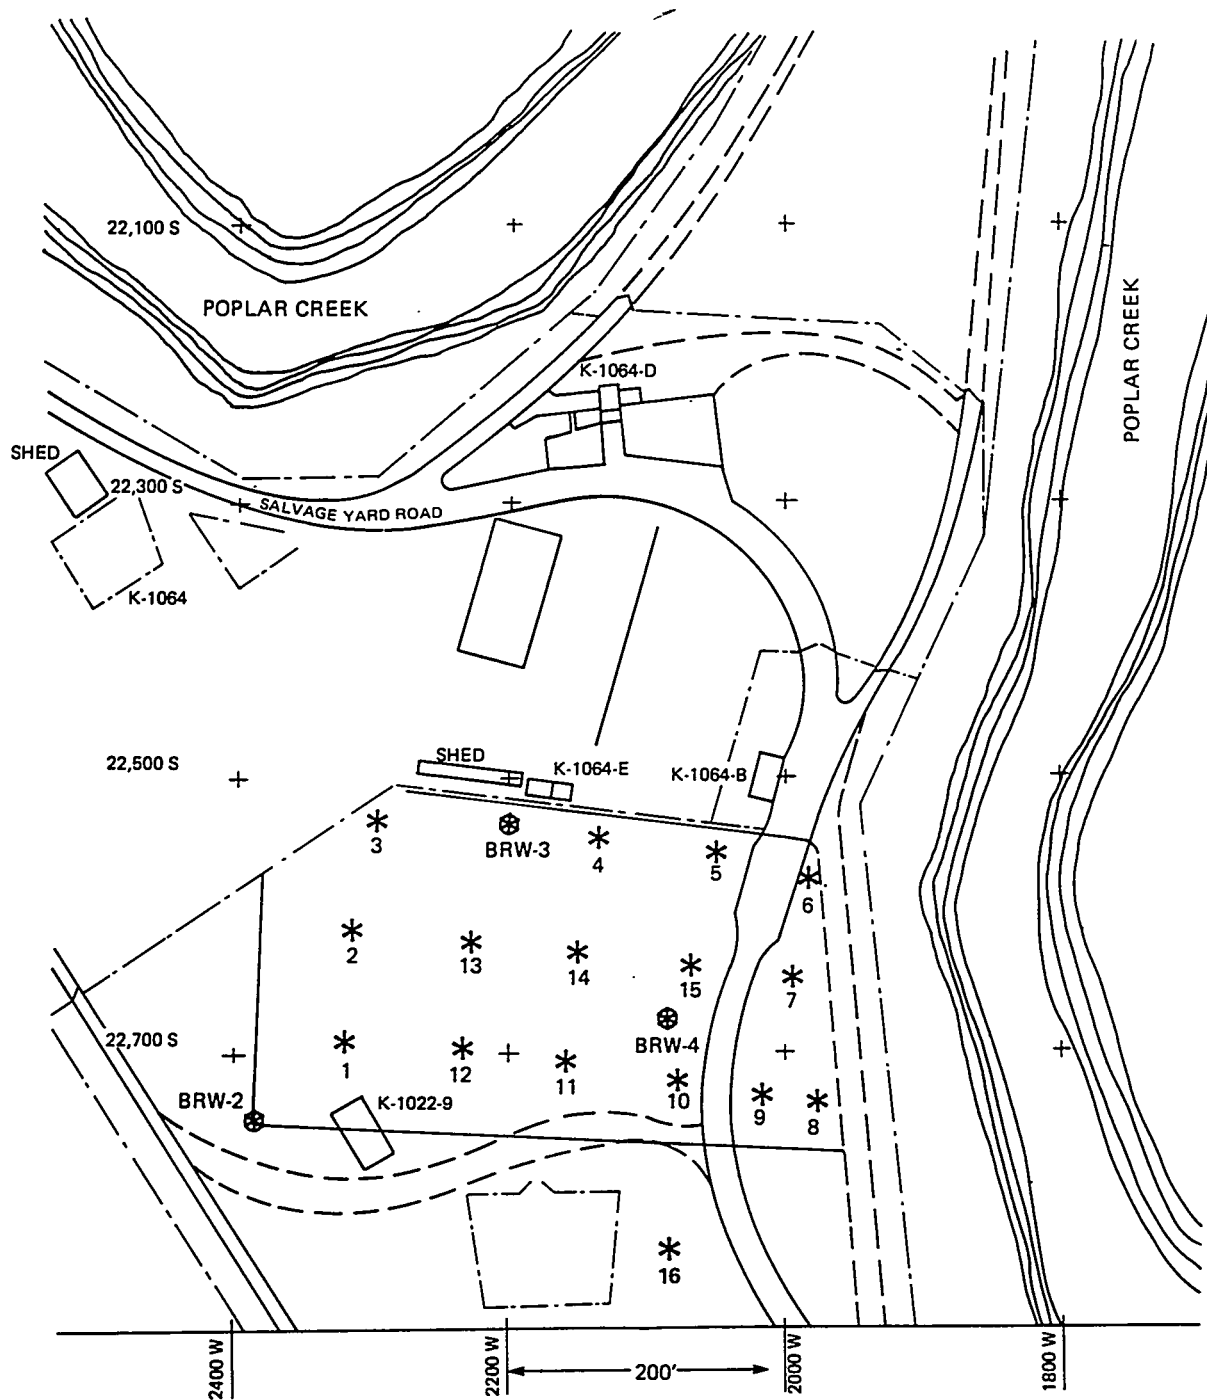 22,100 S
POPLAR CREEK
POPLAR CREEK
K-1064-D
SHED
22,300 S
SALVAGE YARD ROAD
K-1064
22,500 S
SHED
K-1064-E
K-1064-B
3
BRW-3
4
5
6
2
13
14
15
7
22,700 S
BRW-4
1
12
11
10
9
8
BRW-2
K-1022-9
16
2400 W
2200 W
200'
2000 W
1800 W